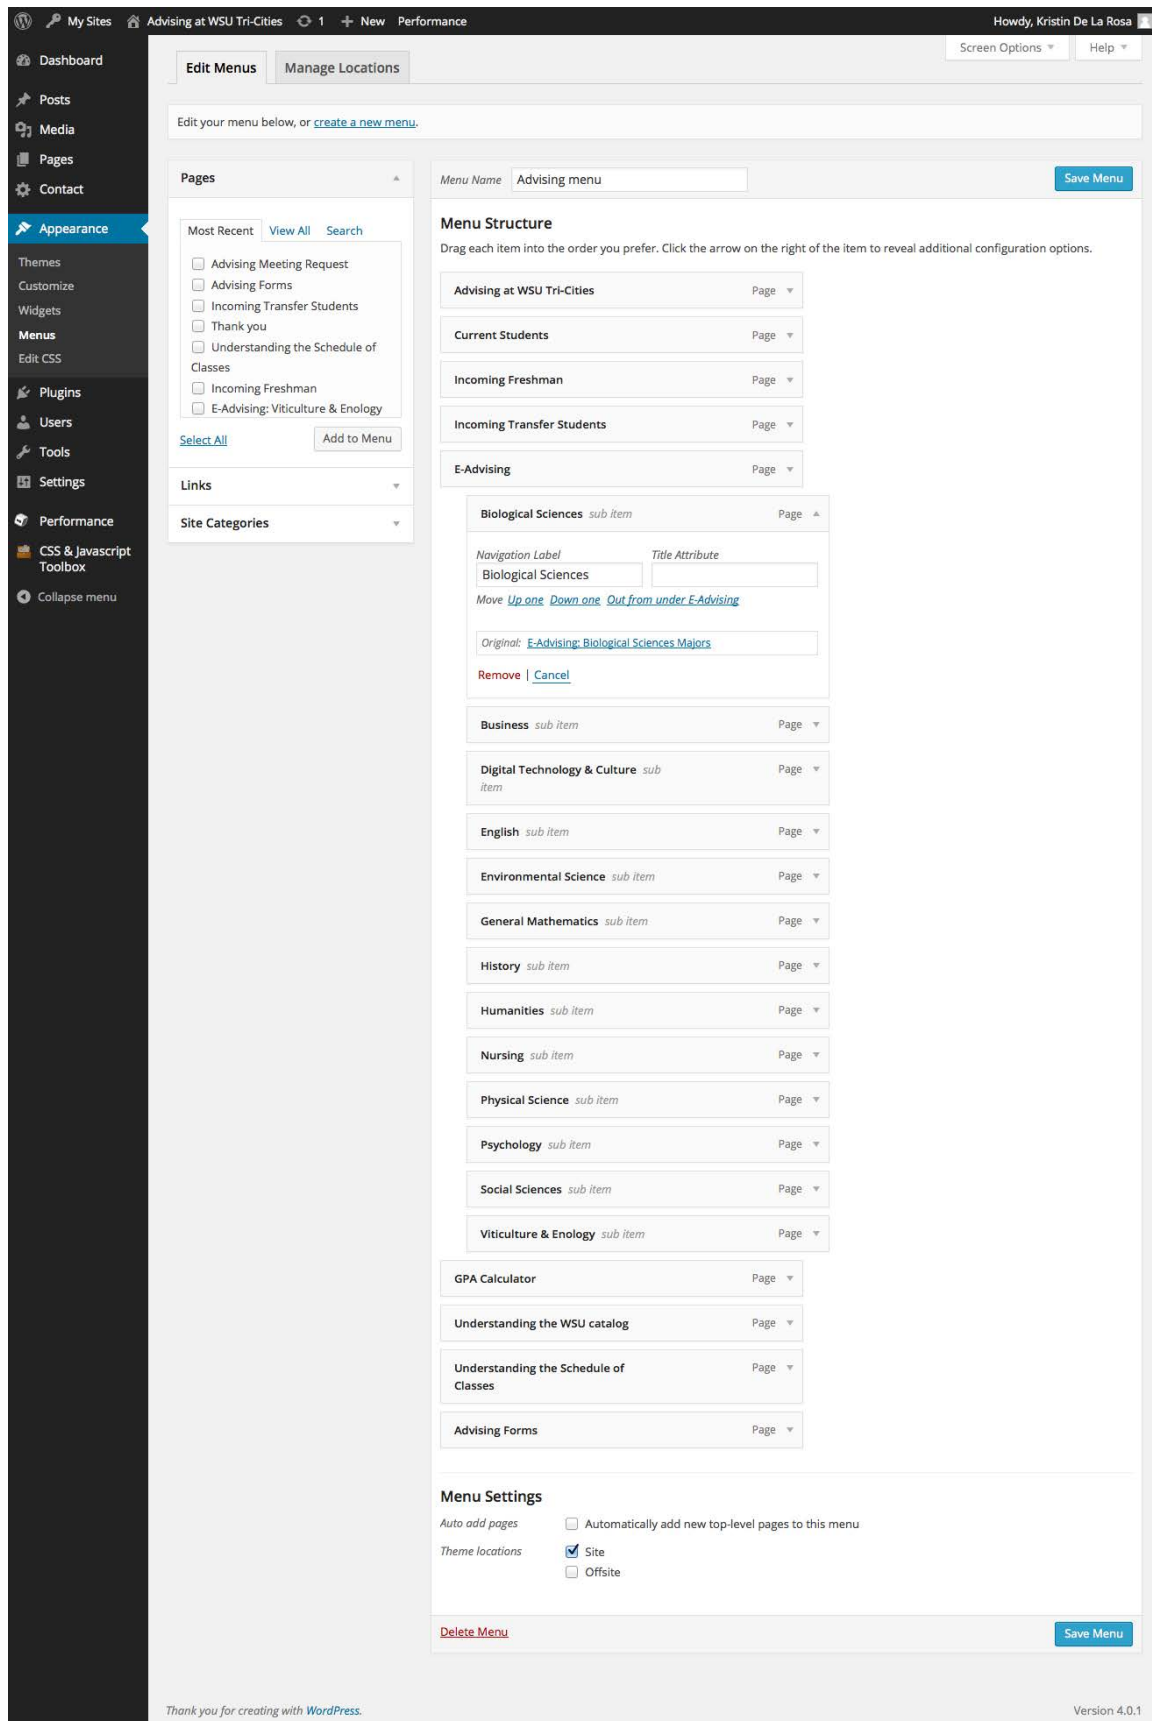 My Sites Advising at WSU Tri-Cities 1 New Performance Howdy, Kristin De La Rosa
Screen Options Help
Dashboard
Posts
Media
Pages
Contact
Appearance
Themes
Customize
Widgets
Menus
Edit CSS
Plugins
Users
Tools
Settings
Performance
CSS & Javascript
Toolbox
Collapse menu
Edit Menus Manage Locations
Edit your menu below, or create a new menu.
Pages
Most Recent View All Search
Advising Meeting Request
Advising Forms
Incoming Transfer Students
Thank you
Understanding the Schedule of
Classes
Incoming Freshman
E-Advising: Viticulture & Enology
Select All Add to Menu
Links
Site Categories
Menu Name Advising menu Save Menu
Menu Structure
Drag each item into the order you prefer. Click the arrow on the right of the item to reveal additional configuration options.
Advising at WSU Tri-Cities Page
Current Students Page
Incoming Freshman Page
Incoming Transfer Students Page
E-Advising Page
Biological Sciences sub item Page
Navigation Label Title Attribute
Biological Sciences
Move Up one Down one Out from under E-Advising
Original: E-Advising: Biological Sciences Majors
Remove | Cancel
Business sub item Page
Digital Technology & Culture sub Page
item
English sub item Page
Environmental Science sub item Page
General Mathematics sub item Page
History sub item Page
Humanities sub item Page
Nursing sub item Page
Physical Science sub item Page
Psychology sub item Page
Social Sciences sub item Page
Viticulture & Enology sub item Page
GPA Calculator Page
Understanding the WSU catalog Page
Understanding the Schedule of Page
Classes
Advising Forms Page
Menu Settings
Auto add pages Automatically add new top-level pages to this menu
Theme locations Site
Offsite
Delete Menu Save Menu
Thank you for creating with WordPress. Version 4.0.1